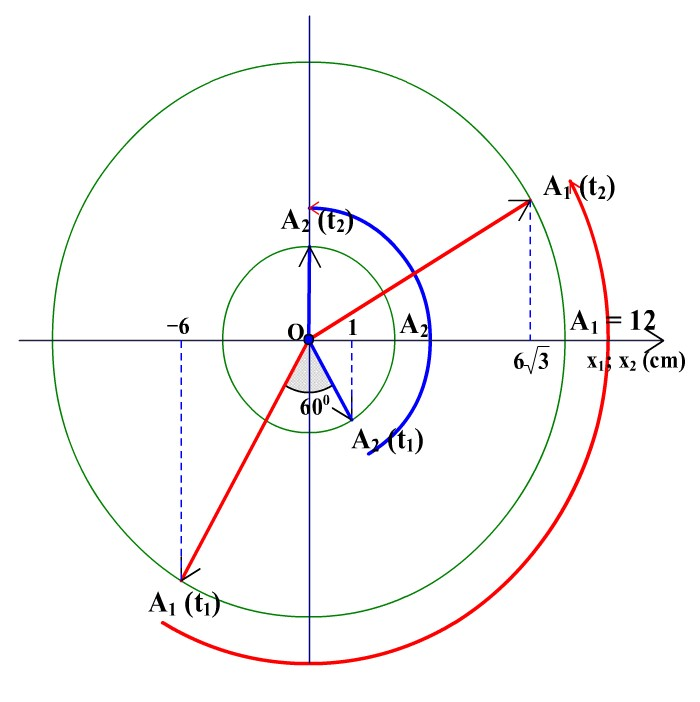 A₁ (t₂)
A₂ (t₂)
−6
O
1
A₂
A₁ = 12
6√3
x₁; x₂ (cm)
60⁰
A₂ (t₁)
A₁ (t₁)